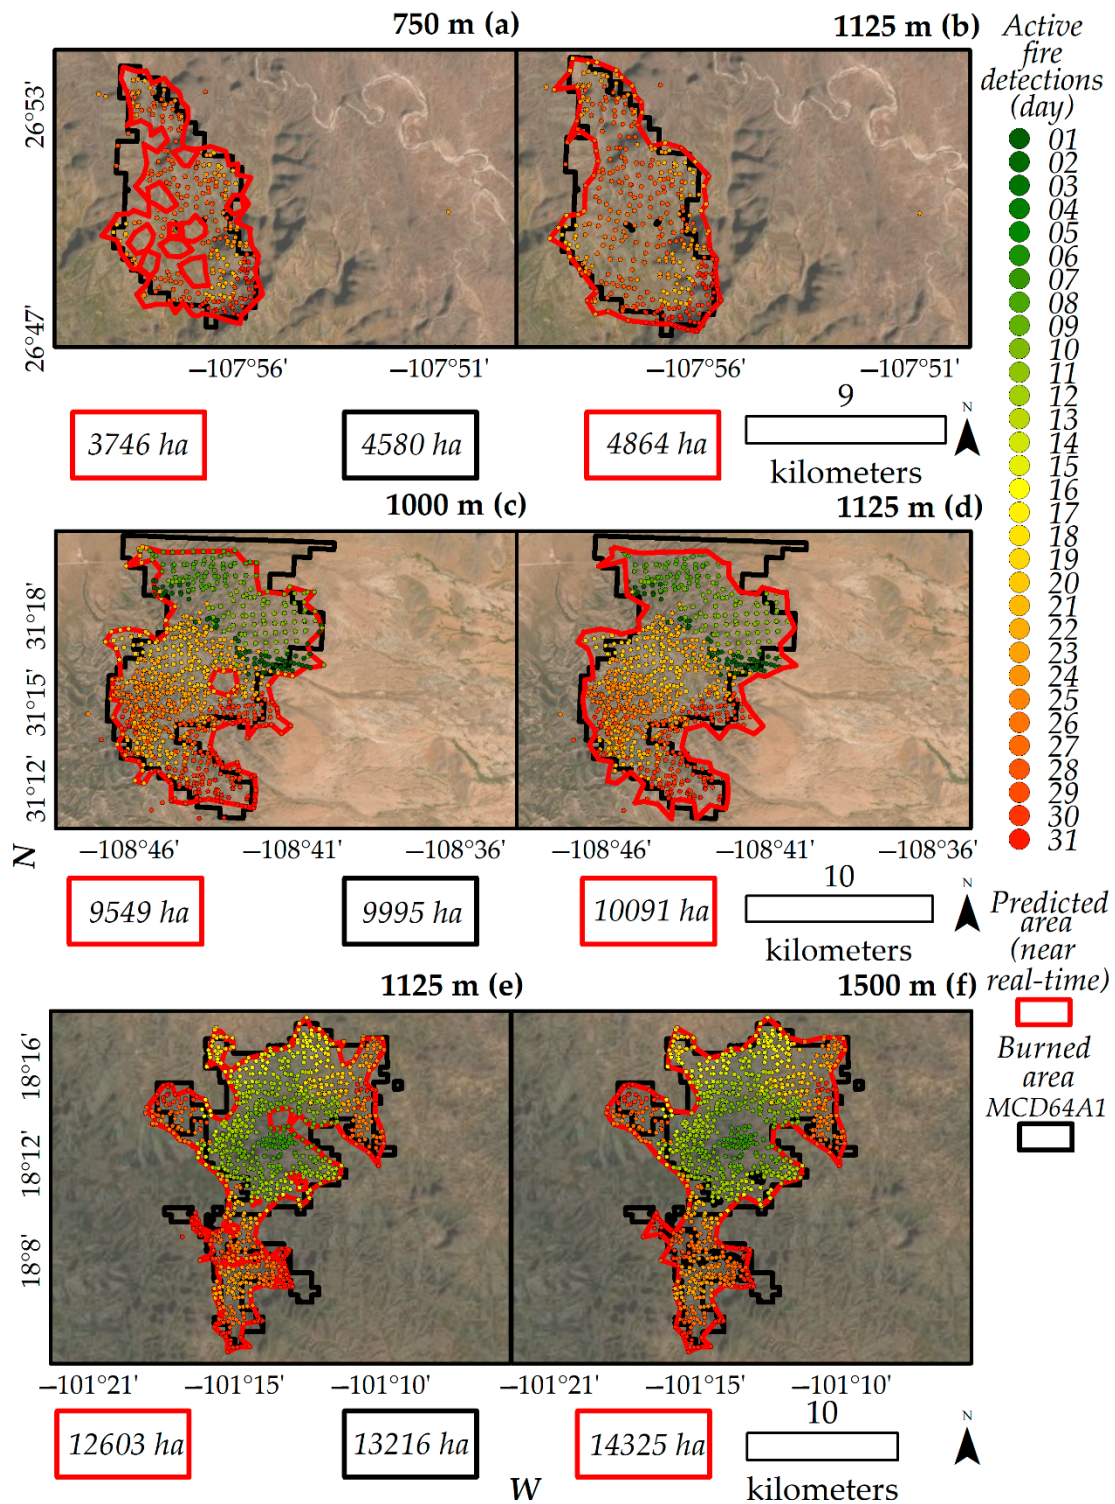 750 m (a)
1125 m (b)
Active
fire
detections
(day)
01
02
03
04
05
06
07
08
09
10
11
12
13
14
15
16
17
18
19
20
21
22
23
24
25
26
27
28
29
30
31
26°53'
26°47'
−107°56'
−107°51'
−107°56'
−107°51'
3746 ha
4580 ha
4864 ha
9
kilometers
N
1000 m (c)
1125 m (d)
31°18'
31°15'
31°12'
N
−108°46'
−108°41'
−108°36'
−108°46'
−108°41'
−108°36'
9549 ha
9995 ha
10091 ha
10
kilometers
N
Predicted
area
(near
real-time)
Burned
area
MCD64A1
1125 m (e)
1500 m (f)
18°16'
18°12'
18°8'
−101°21'
−101°15'
−101°10'
−101°21'
−101°15'
−101°10'
12603 ha
13216 ha
14325 ha
10
kilometers
N
W